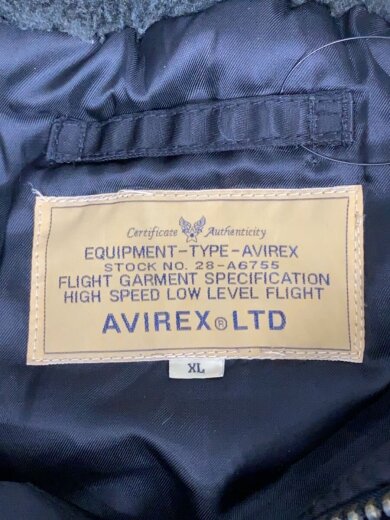 Certificate Authenticity
EQUIPMENT-TYPE-AVIREX
STOCK NO. 28-A6755
FLIGHT GARMENT SPECIFICATION
HIGH SPEED LOW LEVEL FLIGHT
AVIREX® LTD
XL